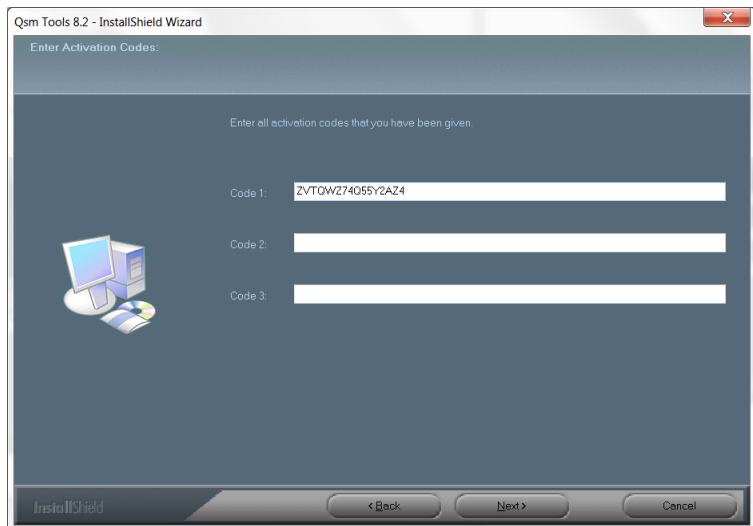 Qsm Tools 8.2 - InstallShield Wizard
Enter Activation Codes:
Enter all activation codes that you have been given.
Code 1: ZVTQWZ74Q55Y2AZ4
Code 2:
Code 3:
InstallShield
< Back Next > Cancel